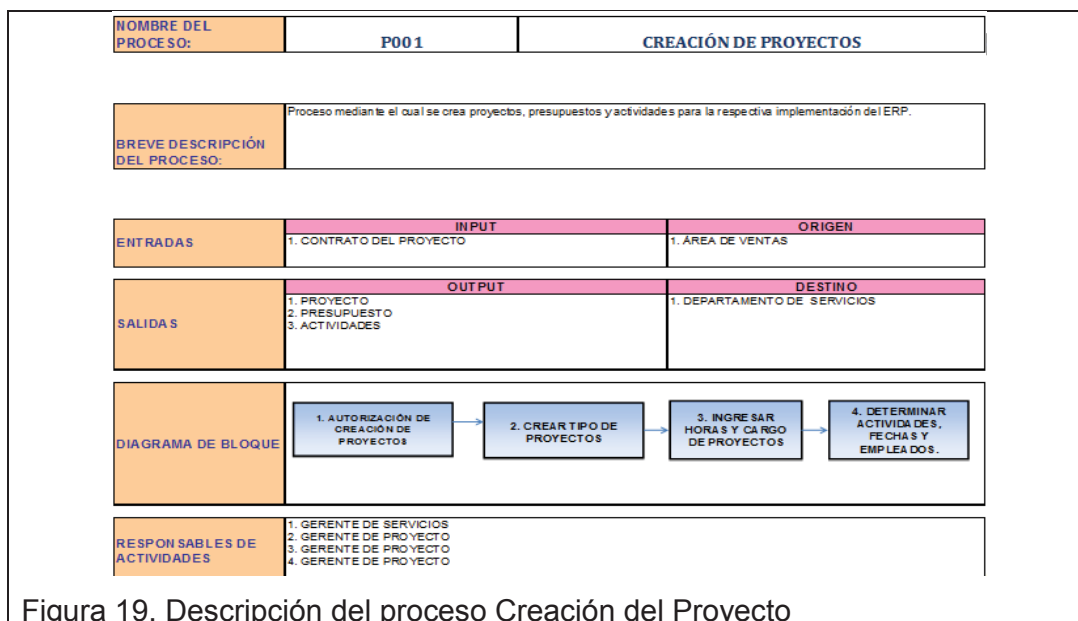 NOMBRE DEL
PROCESO:
P001
CREACIÓN DE PROYECTOS
BREVE DESCRIPCIÓN
DEL PROCESO:
Proceso mediante el cual se crea proyectos, presupuestos y actividades para la respectiva implementación del ERP.
ENTRADAS
INPUT
ORIGEN
1. CONTRATO DEL PROYECTO
1. ÁREA DE VENTAS
SALIDAS
OUTPUT
DESTINO
1. PROYECTO
2. PRESUPUESTO
3. ACTIVIDADES
1. DEPARTAMENTO DE SERVICIOS
DIAGRAMA DE BLOQUE
1. AUTORIZACIÓN DE
CREACIÓN DE
PROYECTOS
2. CREAR TIPO DE
PROYECTOS
3. INGRESAR
HORAS Y CARGO
DE PROYECTOS
4. DETERMINAR
ACTIVIDADES,
FECHAS Y
EMPLEADOS.
RESPONSABLES DE
ACTIVIDADES
1. GERENTE DE SERVICIOS
2. GERENTE DE PROYECTO
3. GERENTE DE PROYECTO
4. GERENTE DE PROYECTO
Figura 19. Descripción del proceso Creación del Proyecto